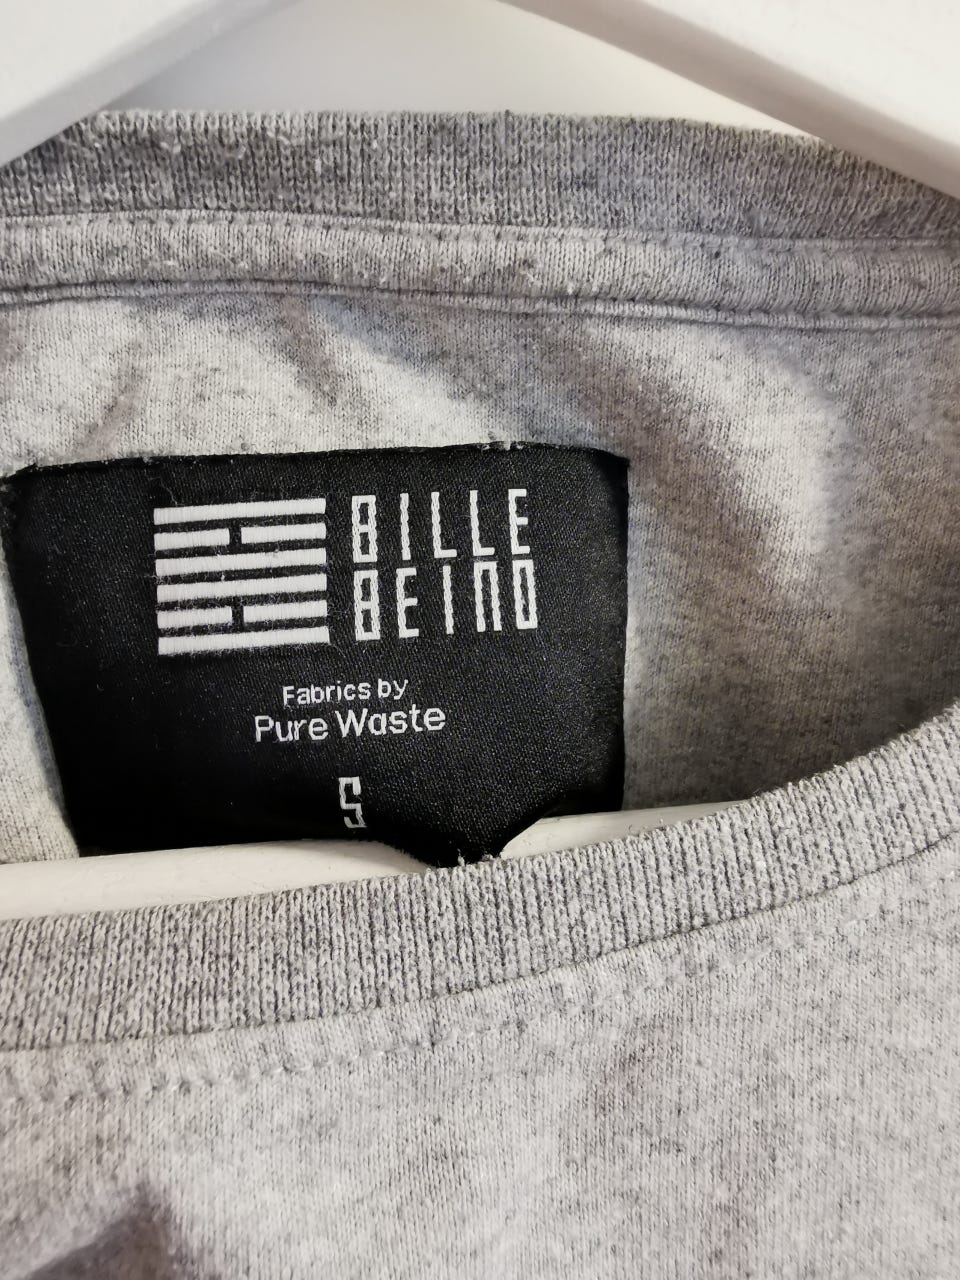 BILLE
BEINO
Fabrics by
Pure Waste
S